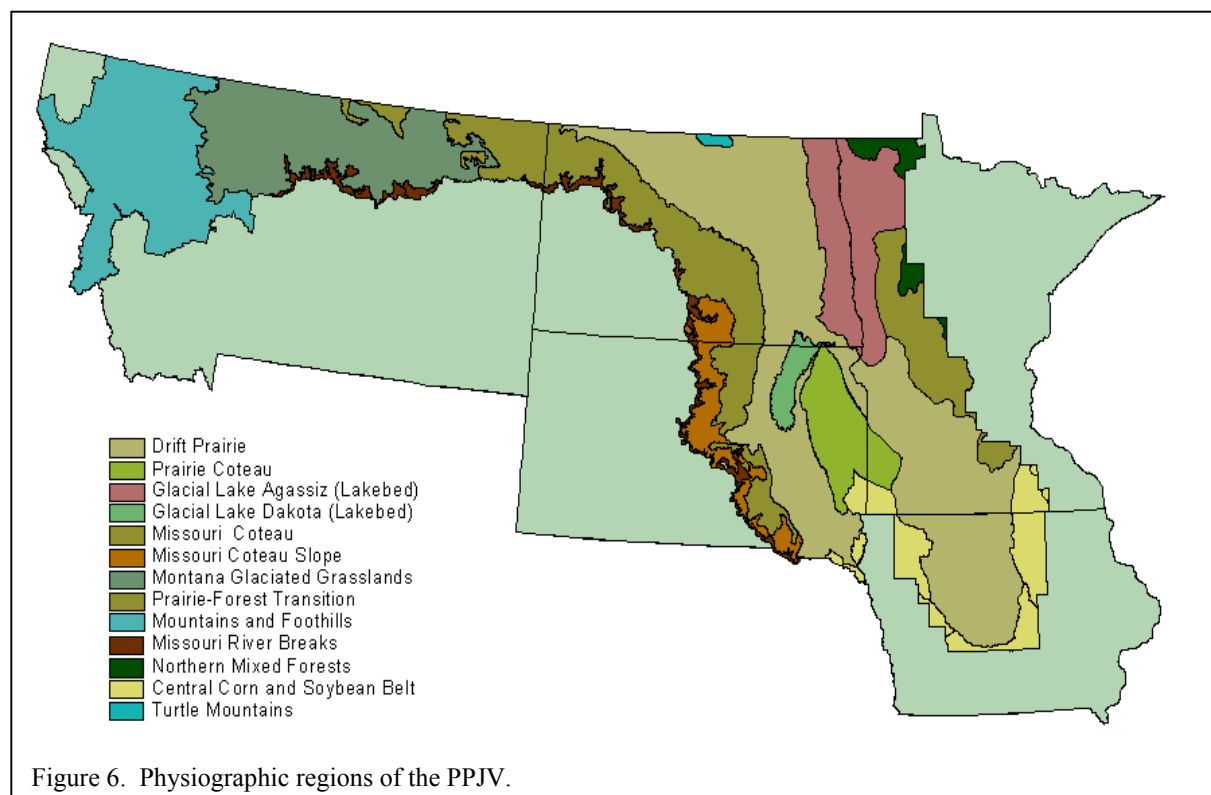 Drift Prairie
Prairie Coteau
Glacial Lake Agassiz (Lakebed)
Glacial Lake Dakota (Lakebed)
Missouri Coteau
Missouri Coteau Slope
Montana Glaciated Grasslands
Prairie-Forest Transition
Mountains and Foothills
Missouri River Breaks
Northern Mixed Forests
Central Corn and Soybean Belt
Turtle Mountains
Figure 6. Physiographic regions of the PPJV.